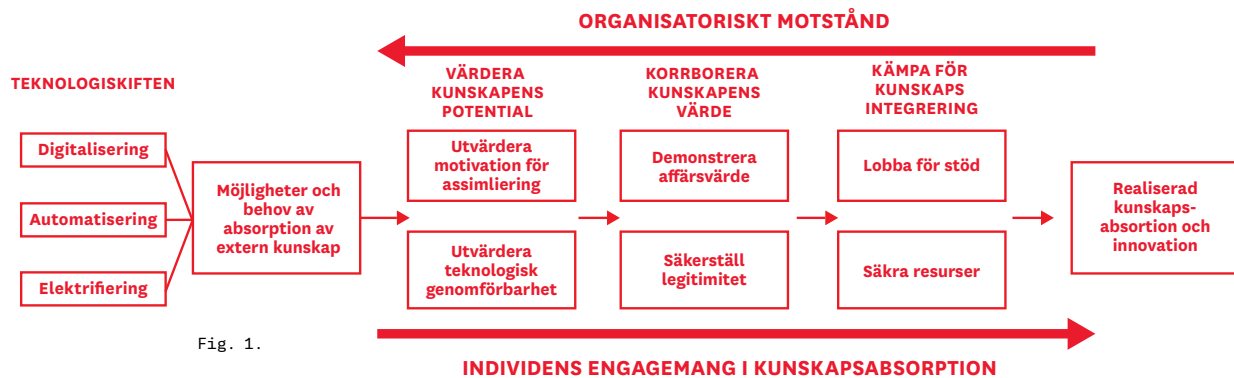 ORGANISATORISKT MOTSTÅND
TEKNOLOGISKIFTEN
VÄRDERA
KUNSKAPENS
POTENTIAL
KORRBORERA
KUNSKAPENS
VÄRDE
KÄMPA FÖR
KUNSKAPS
INTEGRERING
Digitalisering
Automatisering
Elektrifiering
Möjligheter och
behov av
absorption av
extern kunskap
Utvärdera
motivation för
assimliering
Utvärdera
teknologisk
genomförbarhet
Demonstrera
affärsvärde
Säkerställ
legitimitet
Lobba för stöd
Säkra resurser
Realiserad
kunskaps-
absortion och
innovation
Fig. 1.
INDIVIDENS ENGAGEMANG I KUNSKAPSABSORPTION